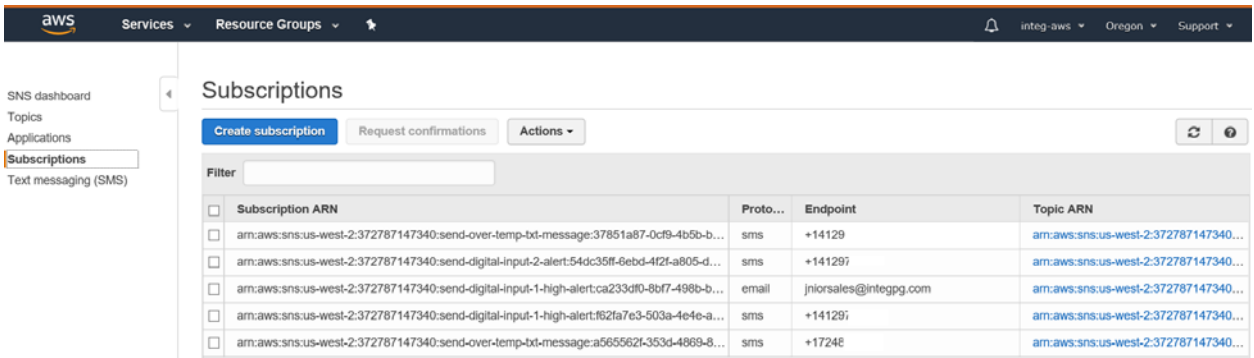 aws Services Resource Groups integ-aws Oregon Support
SNS dashboard
Topics
Applications
Subscriptions
Text messaging (SMS)
Subscriptions
Create subscription Request confirmations Actions
Filter
Subscription ARN Proto... Endpoint Topic ARN
arn:aws:sns:us-west-2:372787147340:send-over-temp-txt-message:37851a87-0cf9-4b5b-b... sms +14129 arn:aws:sns:us-west-2:372787147340...
arn:aws:sns:us-west-2:372787147340:send-digital-input-2-alert:54dc35ff-6ebd-4f2f-a805-d... sms +141297 arn:aws:sns:us-west-2:372787147340...
arn:aws:sns:us-west-2:372787147340:send-digital-input-1-high-alert:ca233df0-8bf7-498b-b... email jniorsales@integpg.com arn:aws:sns:us-west-2:372787147340...
arn:aws:sns:us-west-2:372787147340:send-digital-input-1-high-alert:f62fa7e3-503a-4e4e-a... sms +141297 arn:aws:sns:us-west-2:372787147340...
arn:aws:sns:us-west-2:372787147340:send-over-temp-txt-message:a565562f-353d-4869-8... sms +17248 arn:aws:sns:us-west-2:372787147340...